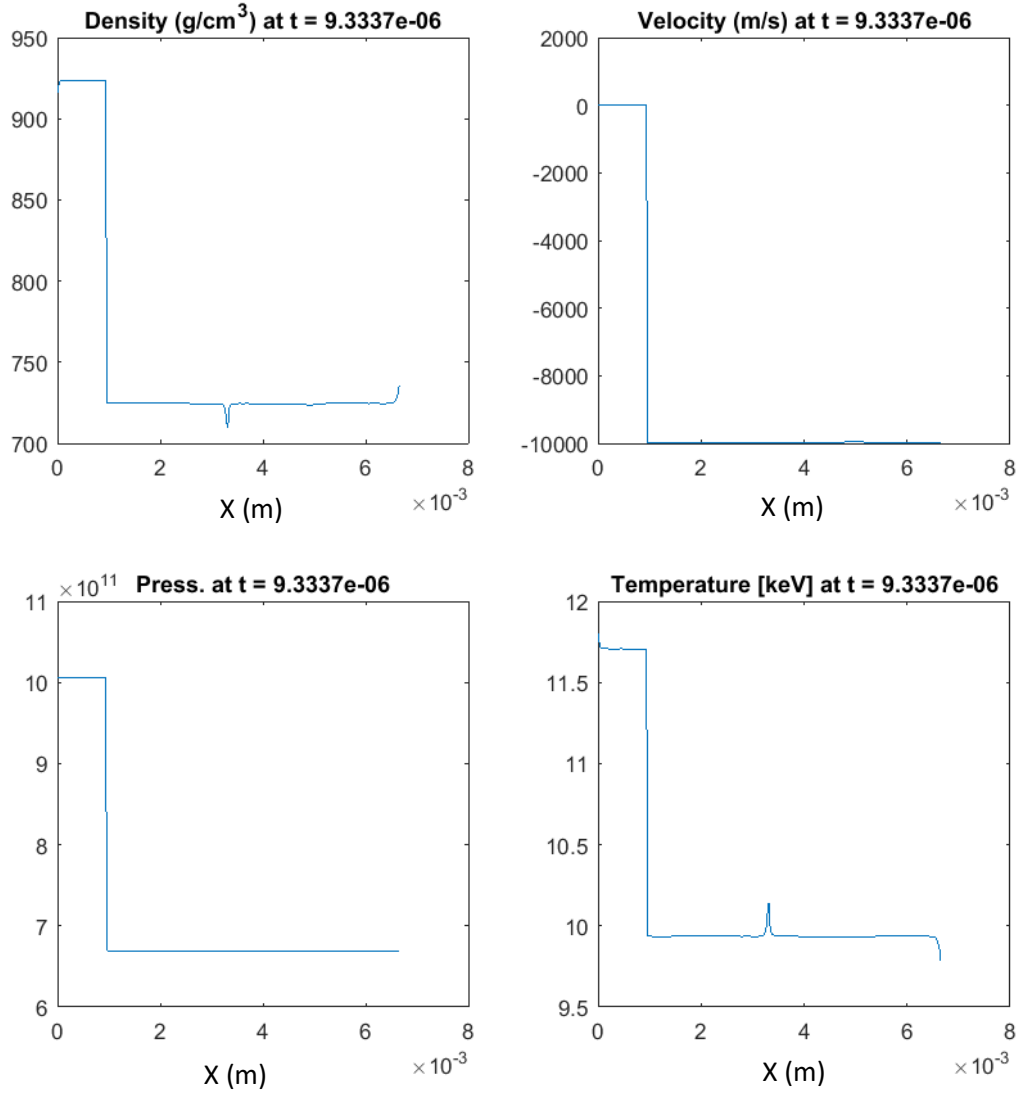 Density (g/cm³) at t = 9.3337e-06
950
900
850
800
750
700
0 2 4 6 8
×10⁻³
X (m)
Velocity (m/s) at t = 9.3337e-06
2000
0
-2000
-4000
-6000
-8000
-10000
0 2 4 6 8
×10⁻³
X (m)
×10¹¹ Press. at t = 9.3337e-06
11
10
9
8
7
6
0 2 4 6 8
×10⁻³
X (m)
Temperature [keV] at t = 9.3337e-06
12
11.5
11
10.5
10
9.5
0 2 4 6 8
×10⁻³
X (m)